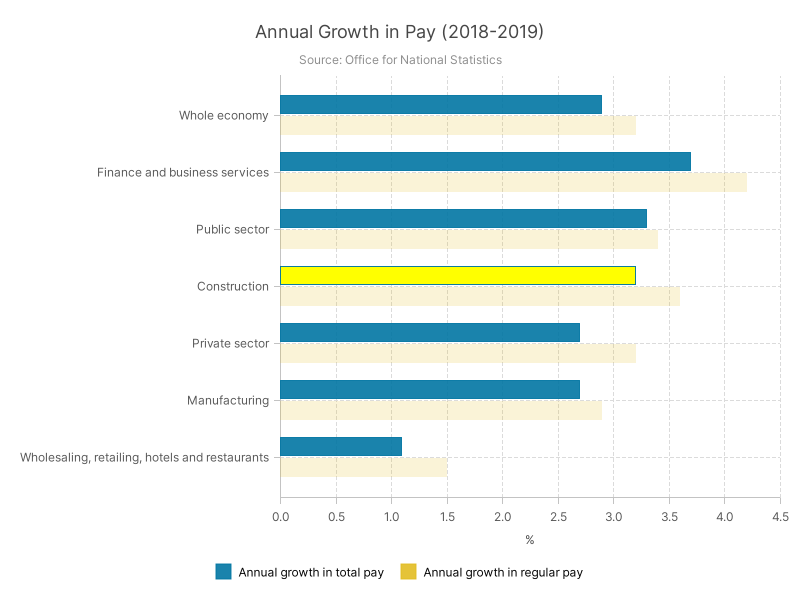 Annual Growth in Pay (2018-2019)
Source: Office for National Statistics
Whole economy
Finance and business services
Public sector
Construction
Private sector
Manufacturing
Wholesaling, retailing, hotels and restaurants
0.0 0.5 1.0 1.5 2.0 2.5 3.0 3.5 4.0 4.5
%
Annual growth in total pay Annual growth in regular pay